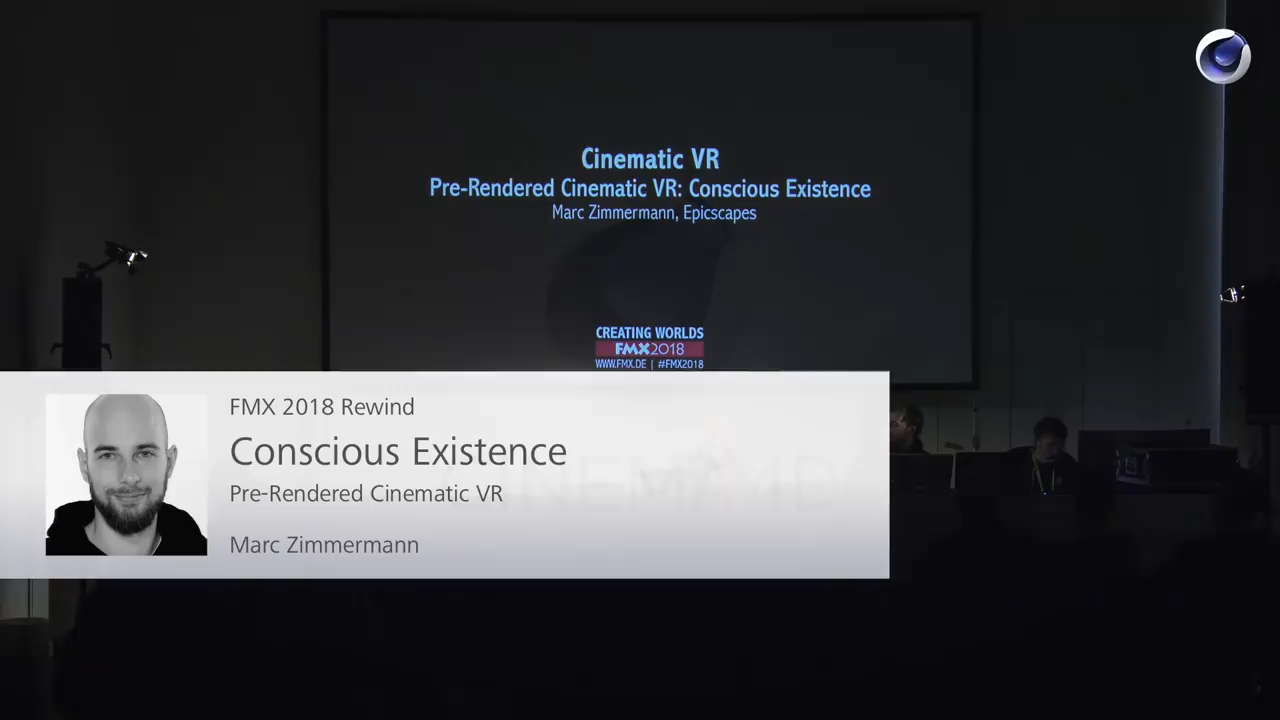 Cinematic VR
Pre-Rendered Cinematic VR: Conscious Existence
Marc Zimmermann, Epicscapes
CREATING WORLDS
FMX2018
WWW.FMX.DE | #FMX2018
FMX 2018 Rewind
Conscious Existence
Pre-Rendered Cinematic VR
Marc Zimmermann